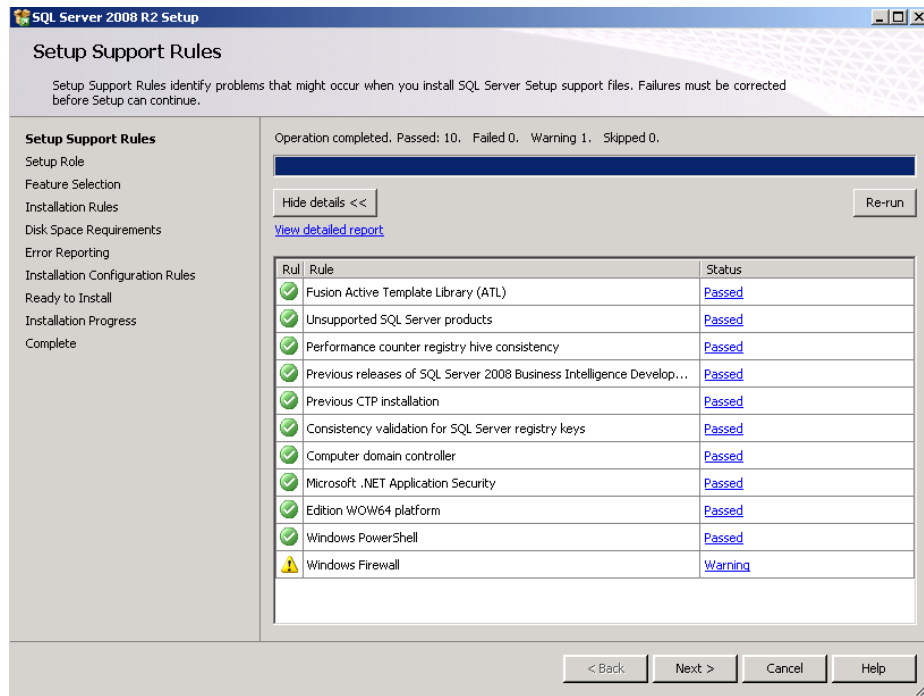 SQL Server 2008 R2 Setup
Setup Support Rules
Setup Support Rules identify problems that might occur when you install SQL Server Setup support files. Failures must be corrected
before Setup can continue.
Setup Support Rules
Setup Role
Feature Selection
Installation Rules
Disk Space Requirements
Error Reporting
Installation Configuration Rules
Ready to Install
Installation Progress
Complete
Operation completed. Passed: 10. Failed 0. Warning 1. Skipped 0.
Hide details << Re-run
View detailed report
Rul Rule Status
Fusion Active Template Library (ATL) Passed
Unsupported SQL Server products Passed
Performance counter registry hive consistency Passed
Previous releases of SQL Server 2008 Business Intelligence Develop... Passed
Previous CTP installation Passed
Consistency validation for SQL Server registry keys Passed
Computer domain controller Passed
Microsoft .NET Application Security Passed
Edition WOW64 platform Passed
Windows PowerShell Passed
Windows Firewall Warning
< Back Next > Cancel Help